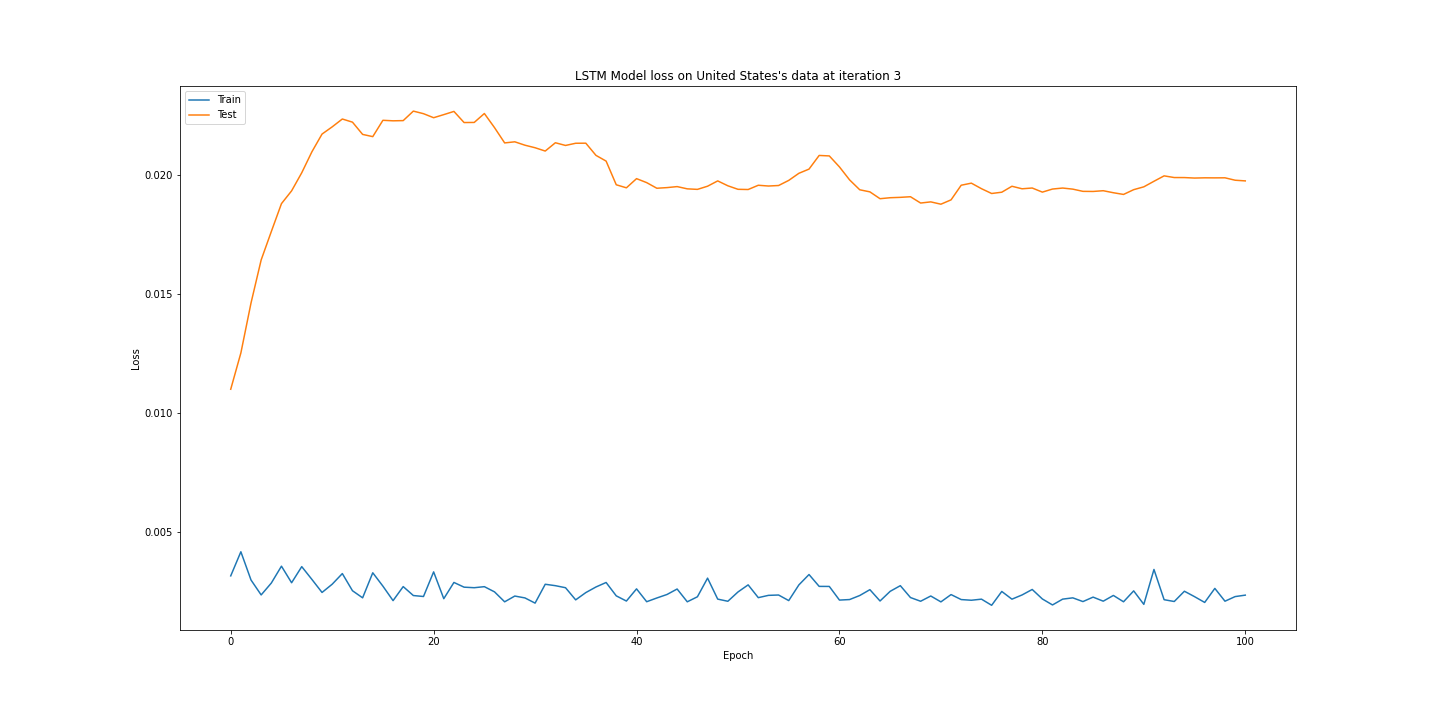 LSTM Model loss on United States's data at iteration 3
Train
Test
0.020
0.015
0.010
0.005
Loss
0 20 40 60 80 100
Epoch